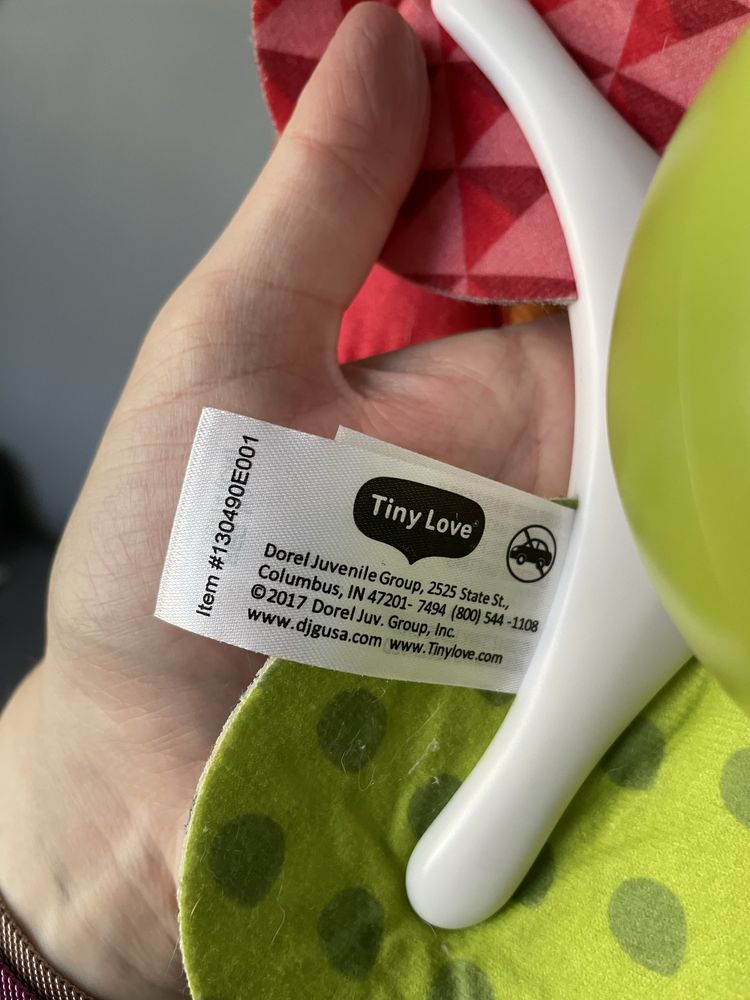 Item #130490E001
Tiny Love
Dorel Juvenile Group, 2525 State St.,
Columbus, IN 47201- 7494 (800) 544 -1108
©2017 Dorel Juv. Group, Inc.
www.djgusa.com www.Tinylove.com